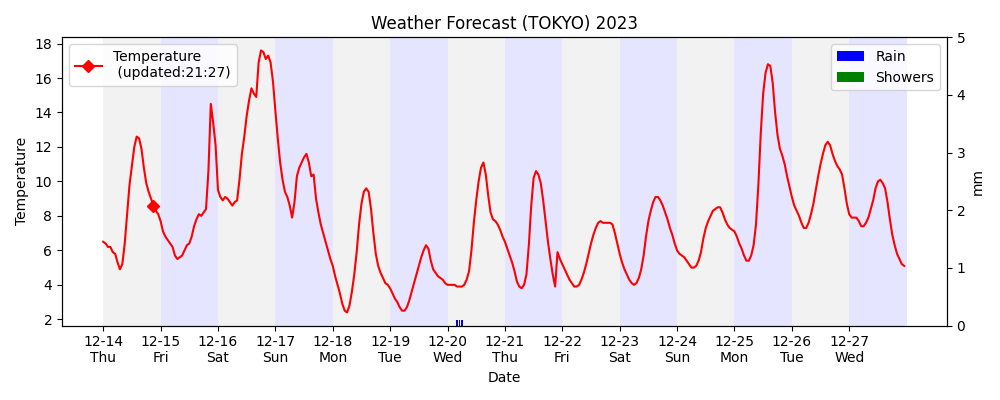 Weather Forecast (TOKYO) 2023
Temperature
(updated:21:27)
Rain
Showers
Temperature
18
16
14
12
10
8
6
4
2
5
4
3
2
1
0
mm
12-14 12-15 12-16 12-17 12-18 12-19 12-20 12-21 12-22 12-23 12-24 12-25 12-26 12-27
Thu Fri Sat Sun Mon Tue Wed Thu Fri Sat Sun Mon Tue Wed
Date